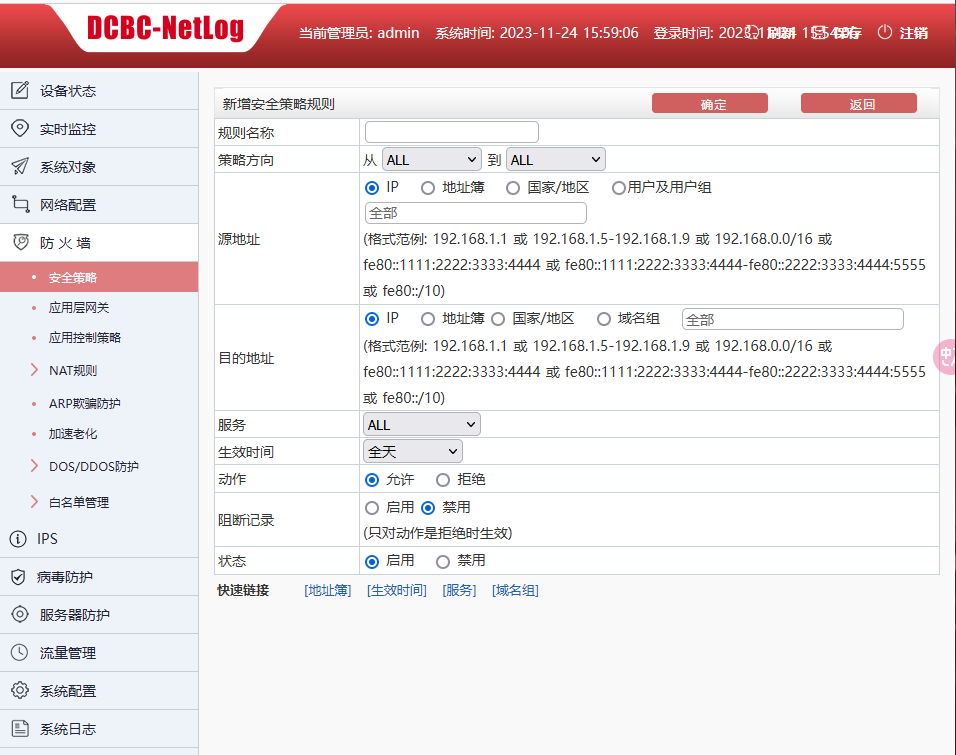 DCBC-NetLog
当前管理员: admin 系统时间: 2023-11-24 15:59:06 登录时间: 2023-11-24 15:54: 刷新 保存 注销
设备状态
实时监控
系统对象
网络配置
防 火 墙
安全策略
应用层网关
应用控制策略
NAT规则
ARP欺骗防护
加速老化
DOS/DDOS防护
白名单管理
IPS
病毒防护
服务器防护
流量管理
系统配置
系统日志
新增安全策略规则 确定 返回
规则名称
策略方向 从 ALL 到 ALL
源地址 IP 地址簿 国家/地区 用户及用户组
全部
(格式范例: 192.168.1.1 或 192.168.1.5-192.168.1.9 或 192.168.0.0/16 或
fe80::1111:2222:3333:4444 或 fe80::1111:2222:3333:4444-fe80::2222:3333:4444:5555
或 fe80::/10)
目的地址 IP 地址簿 国家/地区 域名组 全部
(格式范例: 192.168.1.1 或 192.168.1.5-192.168.1.9 或 192.168.0.0/16 或
fe80::1111:2222:3333:4444 或 fe80::1111:2222:3333:4444-fe80::2222:3333:4444:5555
或 fe80::/10)
服务 ALL
生效时间 全天
动作 允许 拒绝
阻断记录 启用 禁用
(只对动作是拒绝时生效)
状态 启用 禁用
快速链接 [地址簿] [生效时间] [服务] [域名组]
中